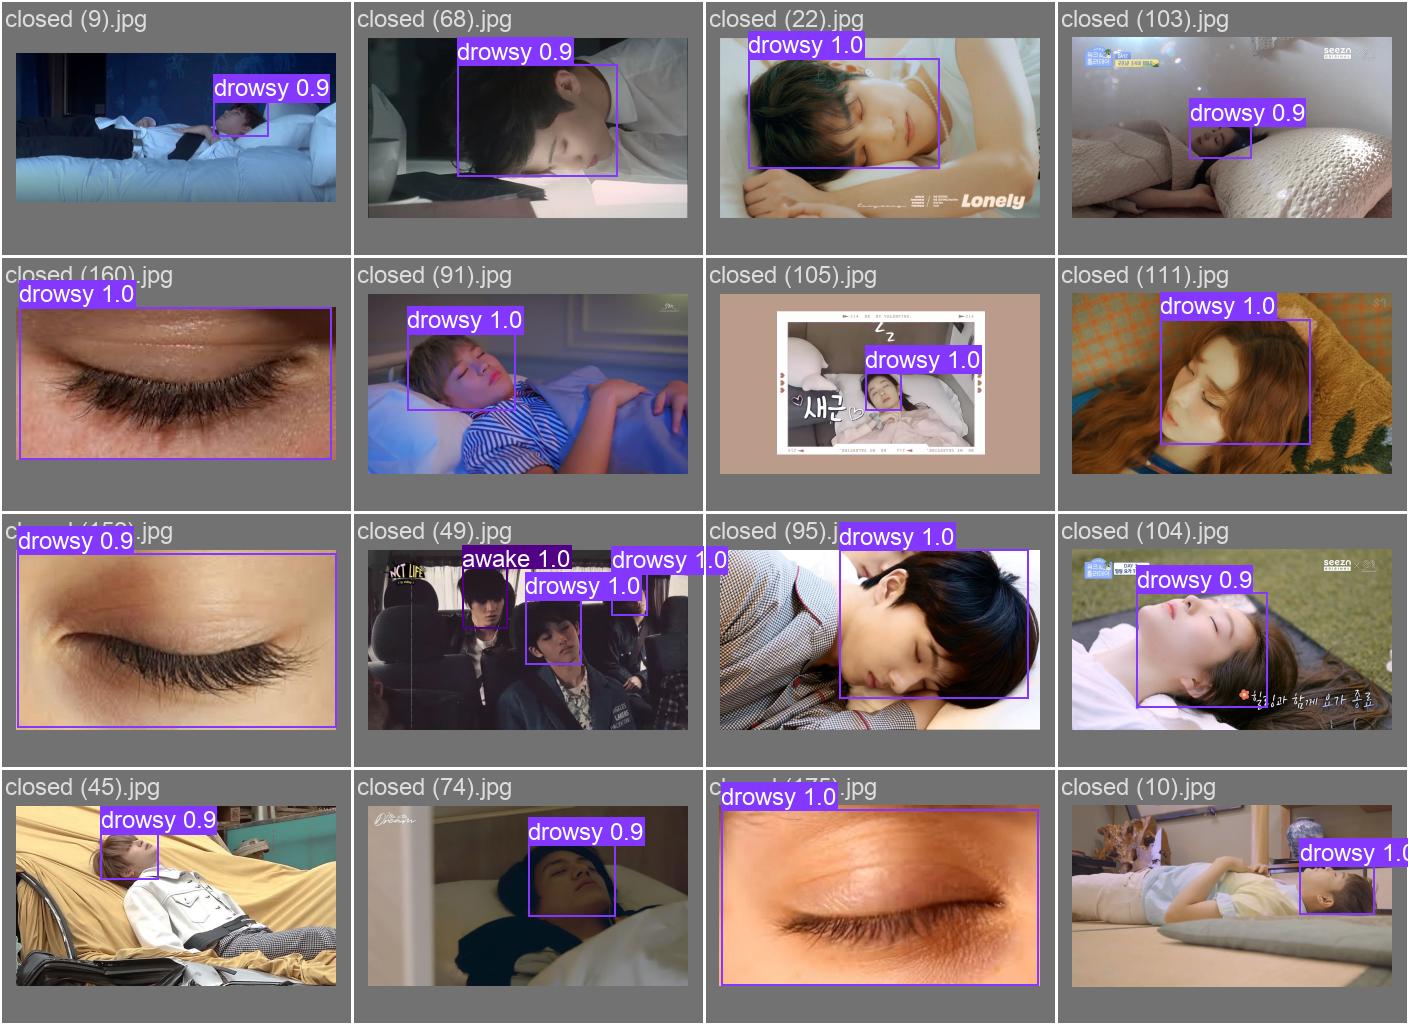 closed (9).jpg
drowsy 0.9
closed (68).jpg
drowsy 0.9
closed (22).jpg
drowsy 1.0
Lonely
closed (103).jpg
seezn
ORIGINAL
drowsy 0.9
closed (160).jpg
drowsy 1.0
closed (91).jpg
drowsy 1.0
closed (105).jpg
Z
Z
drowsy 1.0
새근
closed (111).jpg
drowsy 1.0
drowsy 0.9
.jpg
closed (49).jpg
NCT LIFE
awake 1.0
drowsy 1.0
drowsy 1.0
closed (95).j
drowsy 1.0
closed (104).jpg
DAY
seezn
ORIGINAL
drowsy 0.9
힐링과 함께 요가 종료
closed (45).jpg
drowsy 0.9
closed (74).jpg
Dream
drowsy 0.9
.jpg
drowsy 1.0
closed (10).jpg
drowsy 1.0